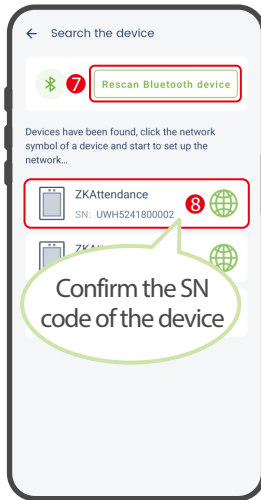 ← Search the device
7 Rescan Bluetooth device
Devices have been found, click the network
symbol of a device and start to set up the
network...
ZKAttendance
SN: UWH5241800002 8
Confirm the SN
code of the device